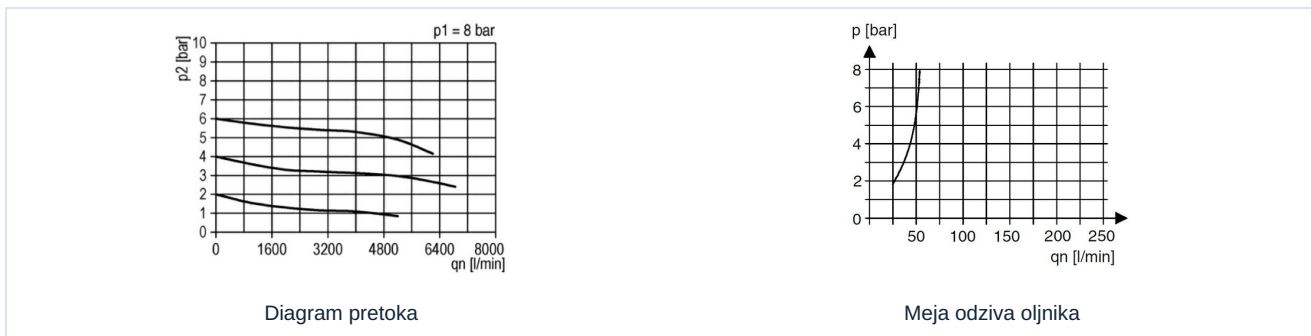 p1 = 8 bar
p2 [bar]
10
9
8
7
6
5
4
3
2
1
0
0 1600 3200 4800 6400 8000
qn [l/min]
Diagram pretoka
p [bar]
8
6
4
2
0
50 100 150 200 250
qn [l/min]
Meja odziva oljnika